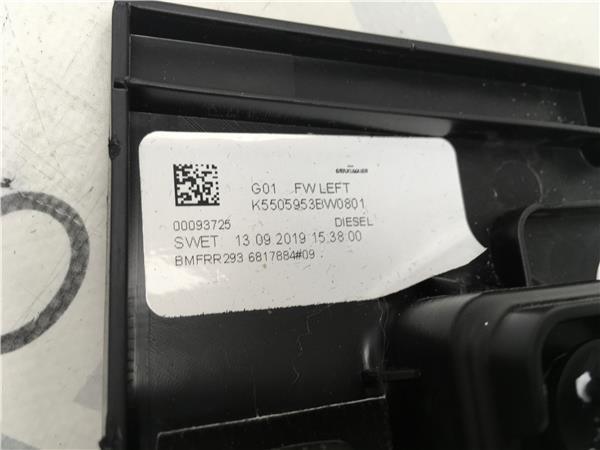 G01 FW LEFT
K5505953BW0801
00093725 DIESEL
SWET 13 09 2019 15:38:00
BMFRR293 6817884#09